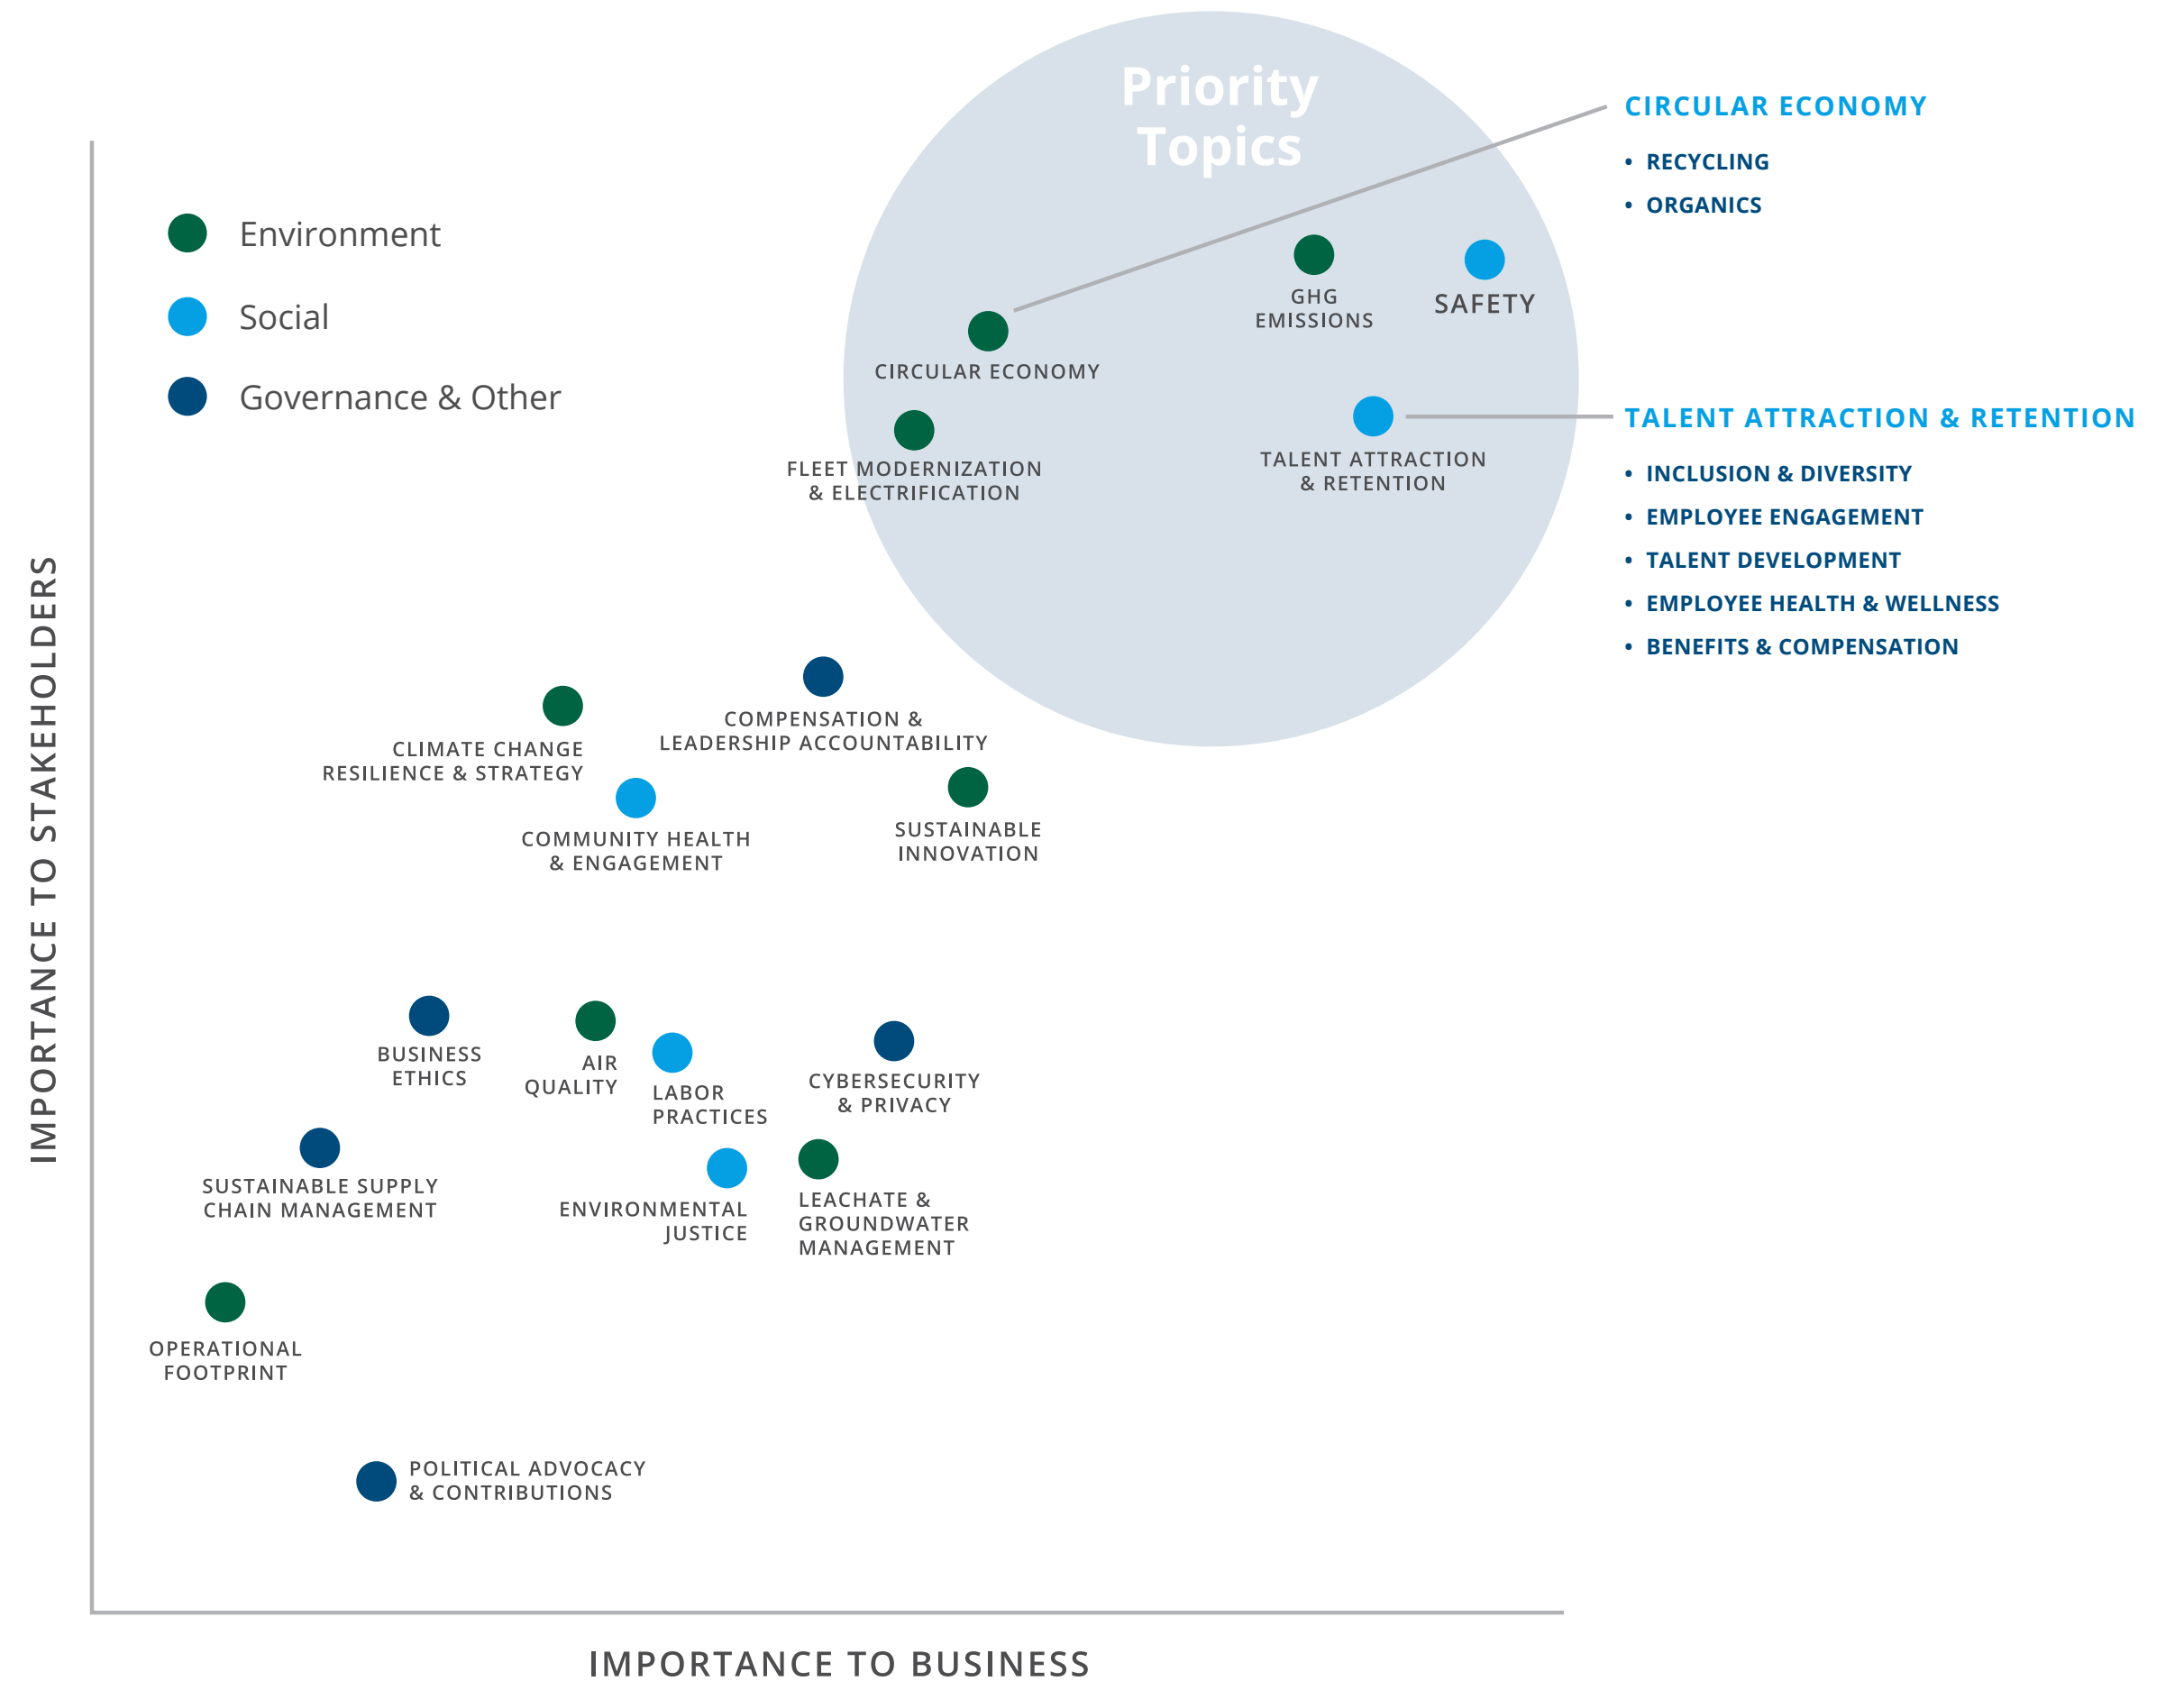 Priority
Topics
CIRCULAR ECONOMY
• RECYCLING
• ORGANICS
Environment
Social
Governance & Other
GHG
EMISSIONS
SAFETY
CIRCULAR ECONOMY
TALENT ATTRACTION & RETENTION
• INCLUSION & DIVERSITY
• EMPLOYEE ENGAGEMENT
• TALENT DEVELOPMENT
• EMPLOYEE HEALTH & WELLNESS
• BENEFITS & COMPENSATION
FLEET MODERNIZATION
& ELECTRIFICATION
TALENT ATTRACTION
& RETENTION
IMPORTANCE TO STAKEHOLDERS
COMPENSATION &
LEADERSHIP ACCOUNTABILITY
CLIMATE CHANGE
RESILIENCE & STRATEGY
COMMUNITY HEALTH
& ENGAGEMENT
SUSTAINABLE
INNOVATION
BUSINESS
ETHICS
AIR
QUALITY
LABOR
PRACTICES
CYBERSECURITY
& PRIVACY
SUSTAINABLE SUPPLY
CHAIN MANAGEMENT
ENVIRONMENTAL
JUSTICE
LEACHATE &
GROUNDWATER
MANAGEMENT
OPERATIONAL
FOOTPRINT
POLITICAL ADVOCACY
& CONTRIBUTIONS
IMPORTANCE TO BUSINESS